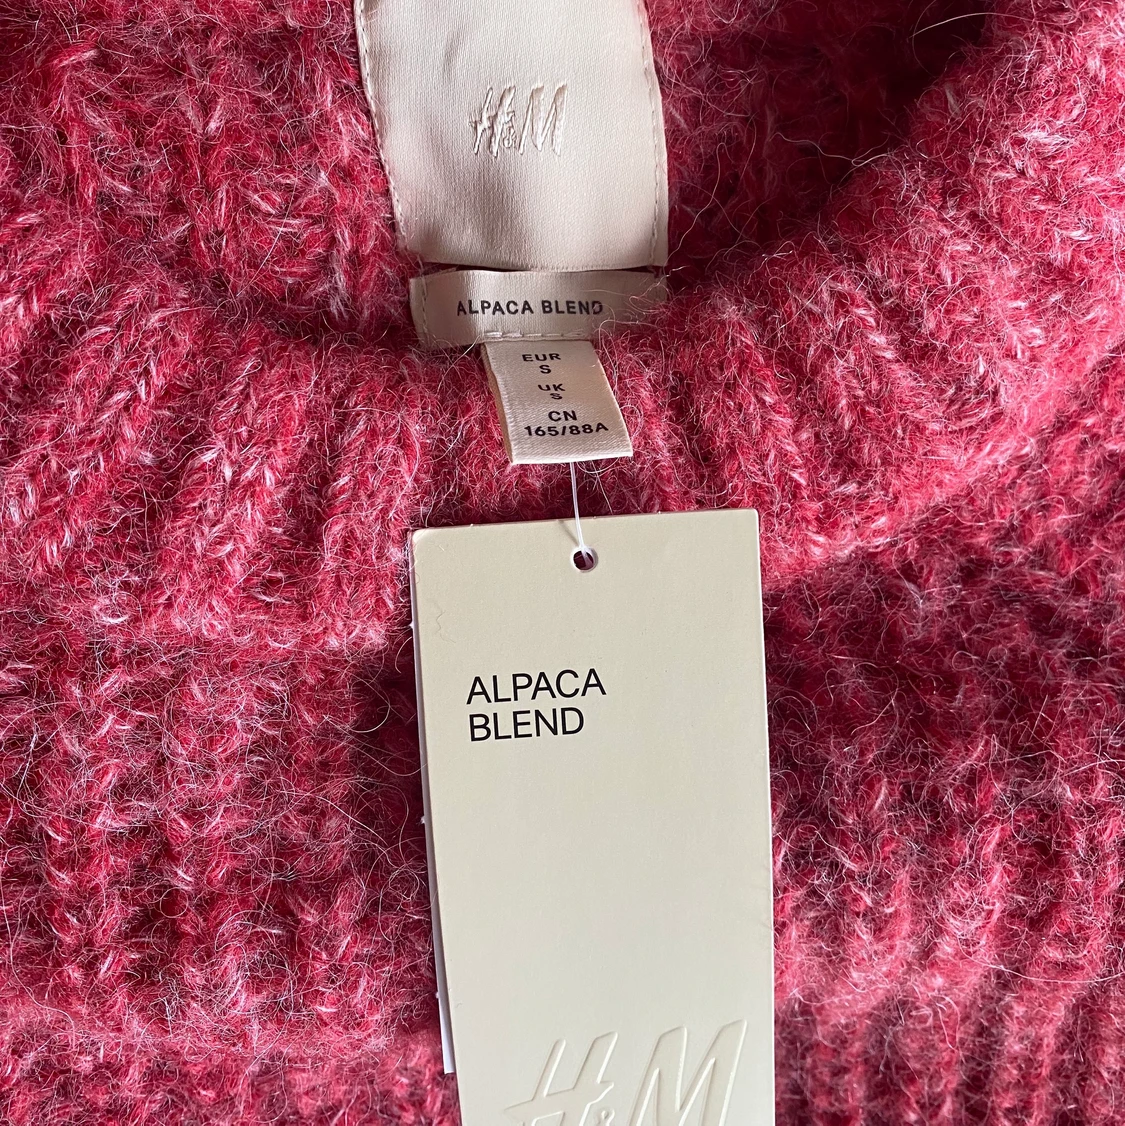 H&M
ALPACA BLEND
EUR
S
UK
S
CN
165/88A
ALPACA
BLEND
H&M